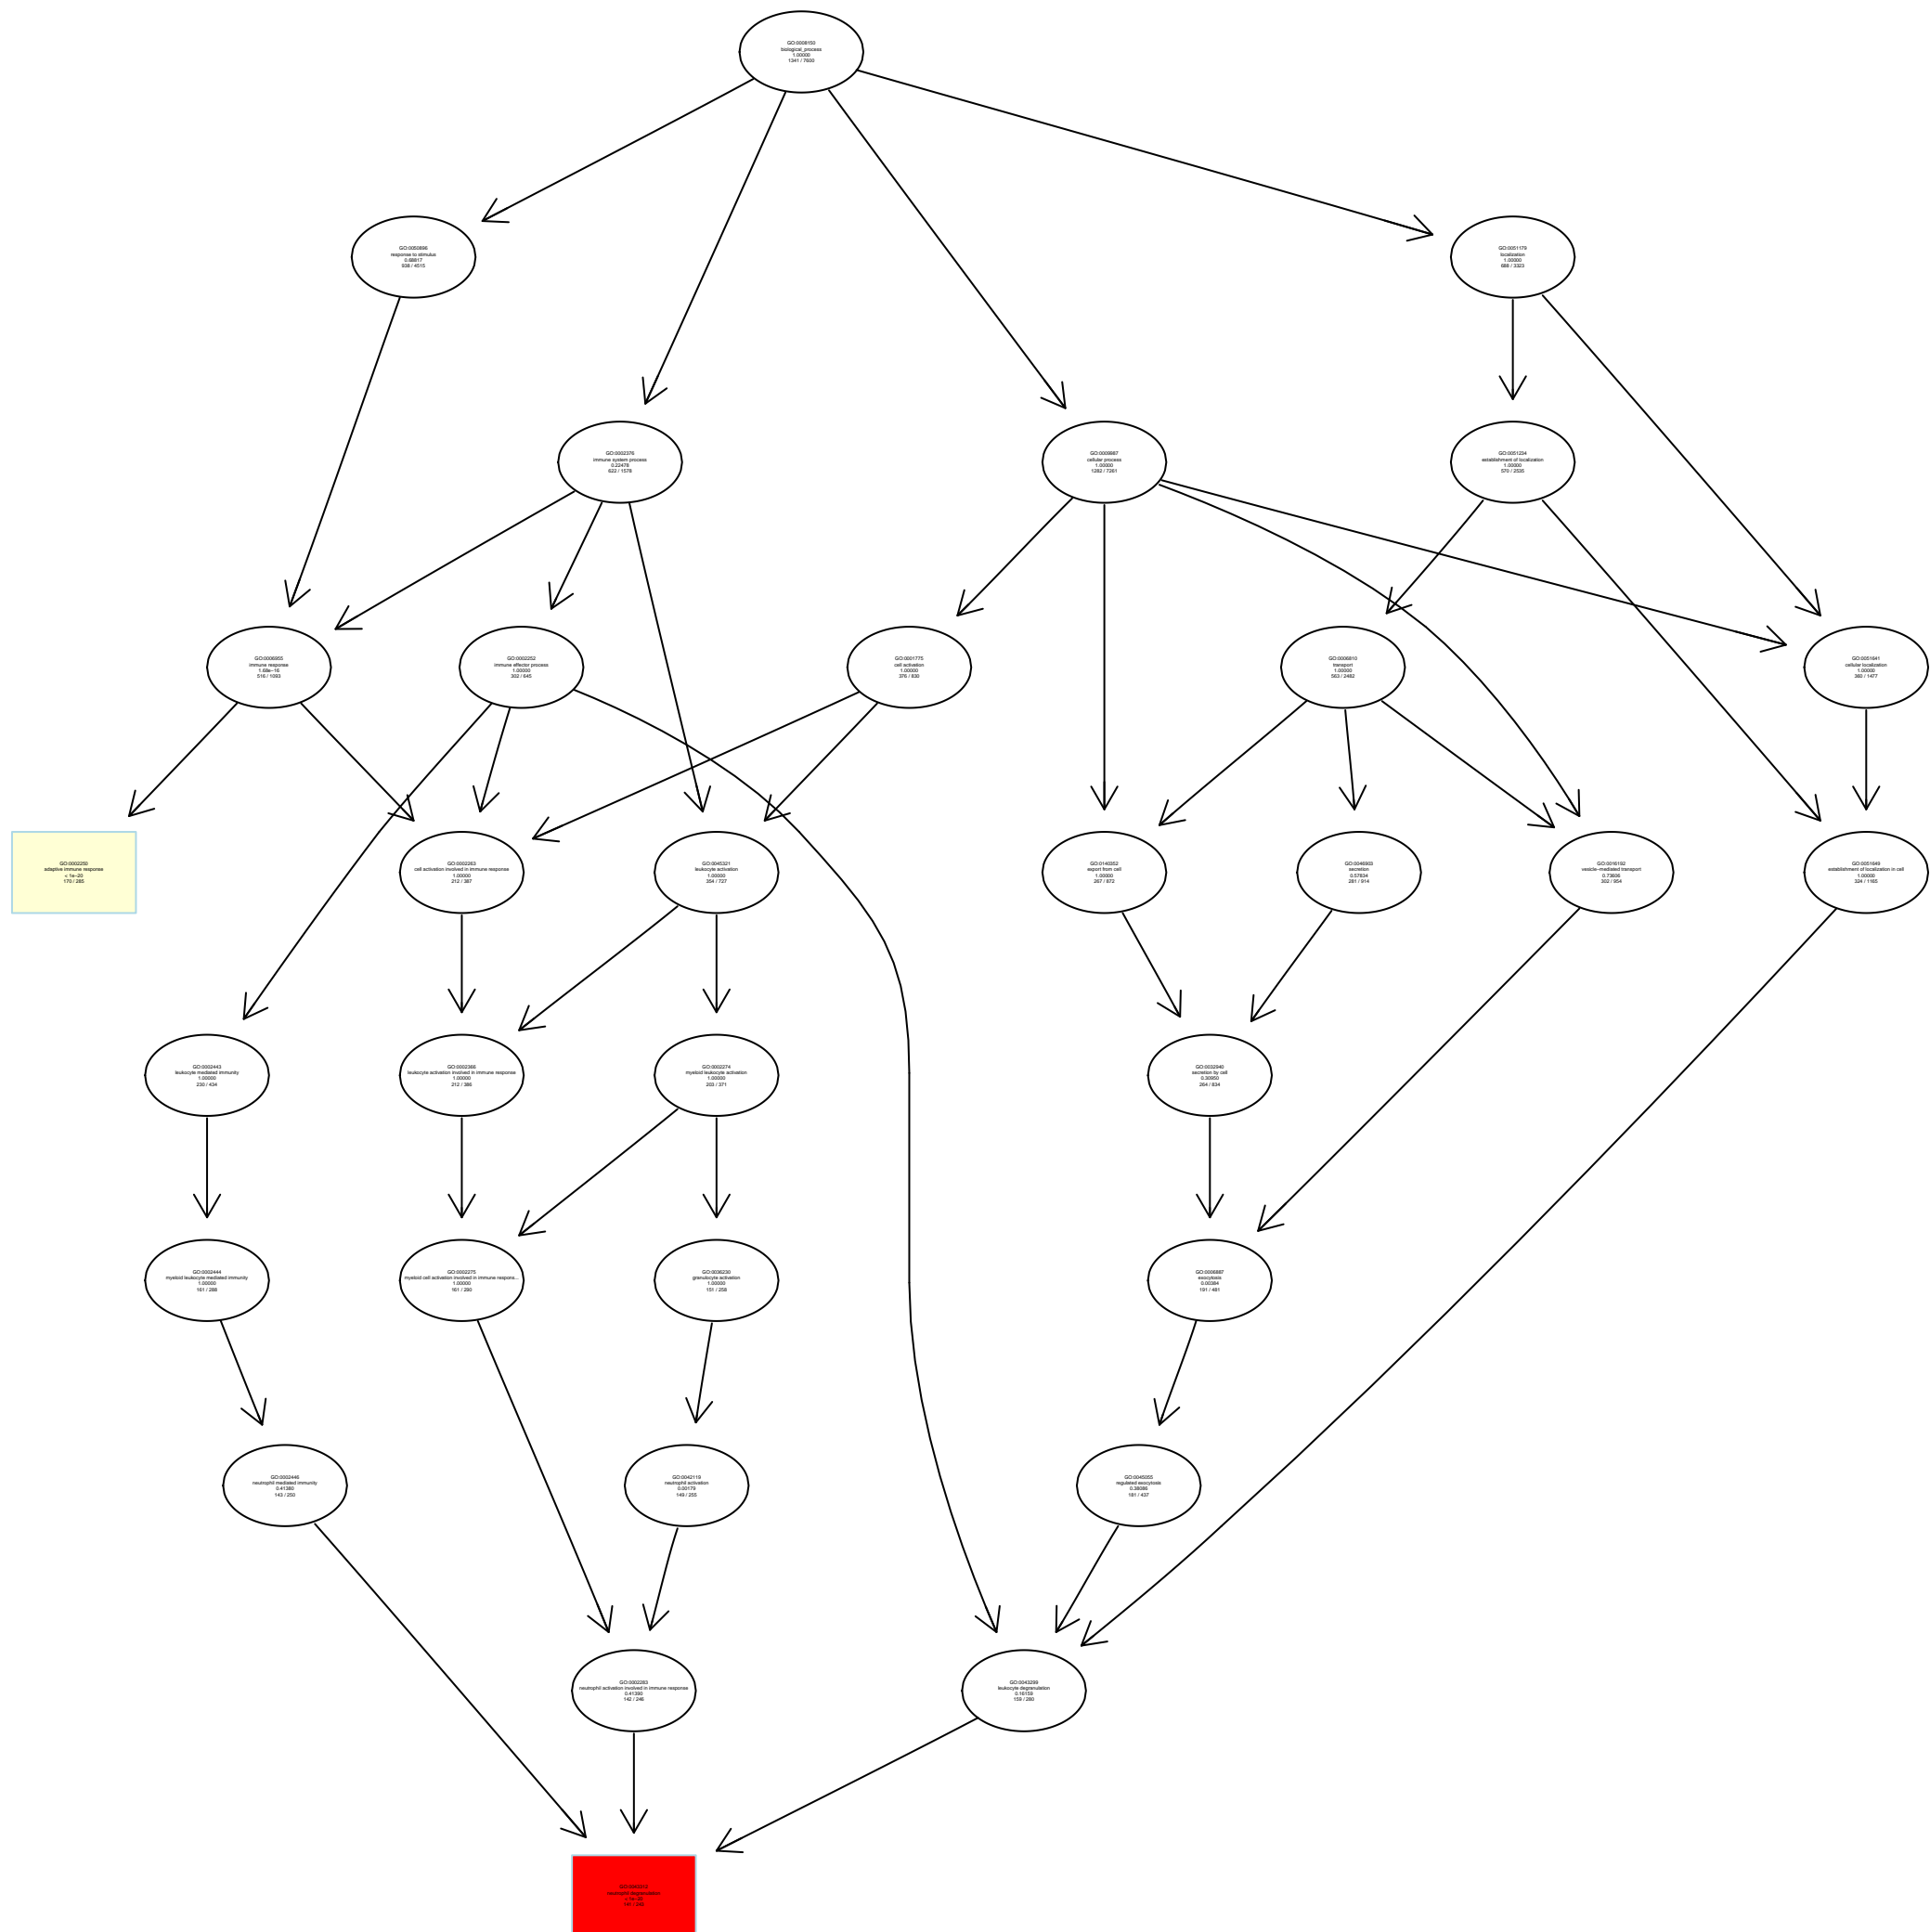 GO:0008150
biological_process
1.00000
1341 / 7603
GO:0050896
response to stimulus
0.68817
938 / 4515
GO:0051179
localization
1.00000
688 / 3323
GO:0002376
immune system process
0.22478
622 / 1578
GO:0009987
cellular process
1.00000
1282 / 7261
GO:0051234
establishment of localization
1.00000
570 / 2535
GO:0006955
immune response
1.68e−16
516 / 1093
GO:0002252
immune effector process
1.00000
302 / 645
GO:0001775
cell activation
1.00000
376 / 830
GO:0006810
transport
1.00000
563 / 2482
GO:0051641
cellular localization
1.00000
360 / 1477
GO:0002250
adaptive immune response
< 1e−20
170 / 285
GO:0002263
cell activation involved in immune response
1.00000
212 / 387
GO:0045321
leukocyte activation
1.00000
354 / 727
GO:0140352
export from cell
1.00000
267 / 872
GO:0046903
secretion
0.57834
281 / 914
GO:0016192
vesicle−mediated transport
0.73606
302 / 954
GO:0051649
establishment of localization in cell
1.00000
324 / 1165
GO:0002443
leukocyte mediated immunity
1.00000
230 / 434
GO:0002366
leukocyte activation involved in immune response
1.00000
212 / 386
GO:0002274
myeloid leukocyte activation
1.00000
203 / 371
GO:0032940
secretion by cell
0.30950
264 / 834
GO:0002444
myeloid leukocyte mediated immunity
1.00000
161 / 288
GO:0002275
myeloid cell activation involved in immune respons...
1.00000
161 / 280
GO:0036230
granulocyte activation
1.00000
151 / 258
GO:0006887
exocytosis
0.00384
191 / 481
GO:0002446
neutrophil mediated immunity
0.41380
143 / 250
GO:0042119
neutrophil activation
0.00179
149 / 255
GO:0045055
regulated exocytosis
0.38086
181 / 437
GO:0002283
neutrophil activation involved in immune response
0.41390
142 / 246
GO:0043299
leukocyte degranulation
0.16159
159 / 280
GO:0043312
neutrophil degranulation